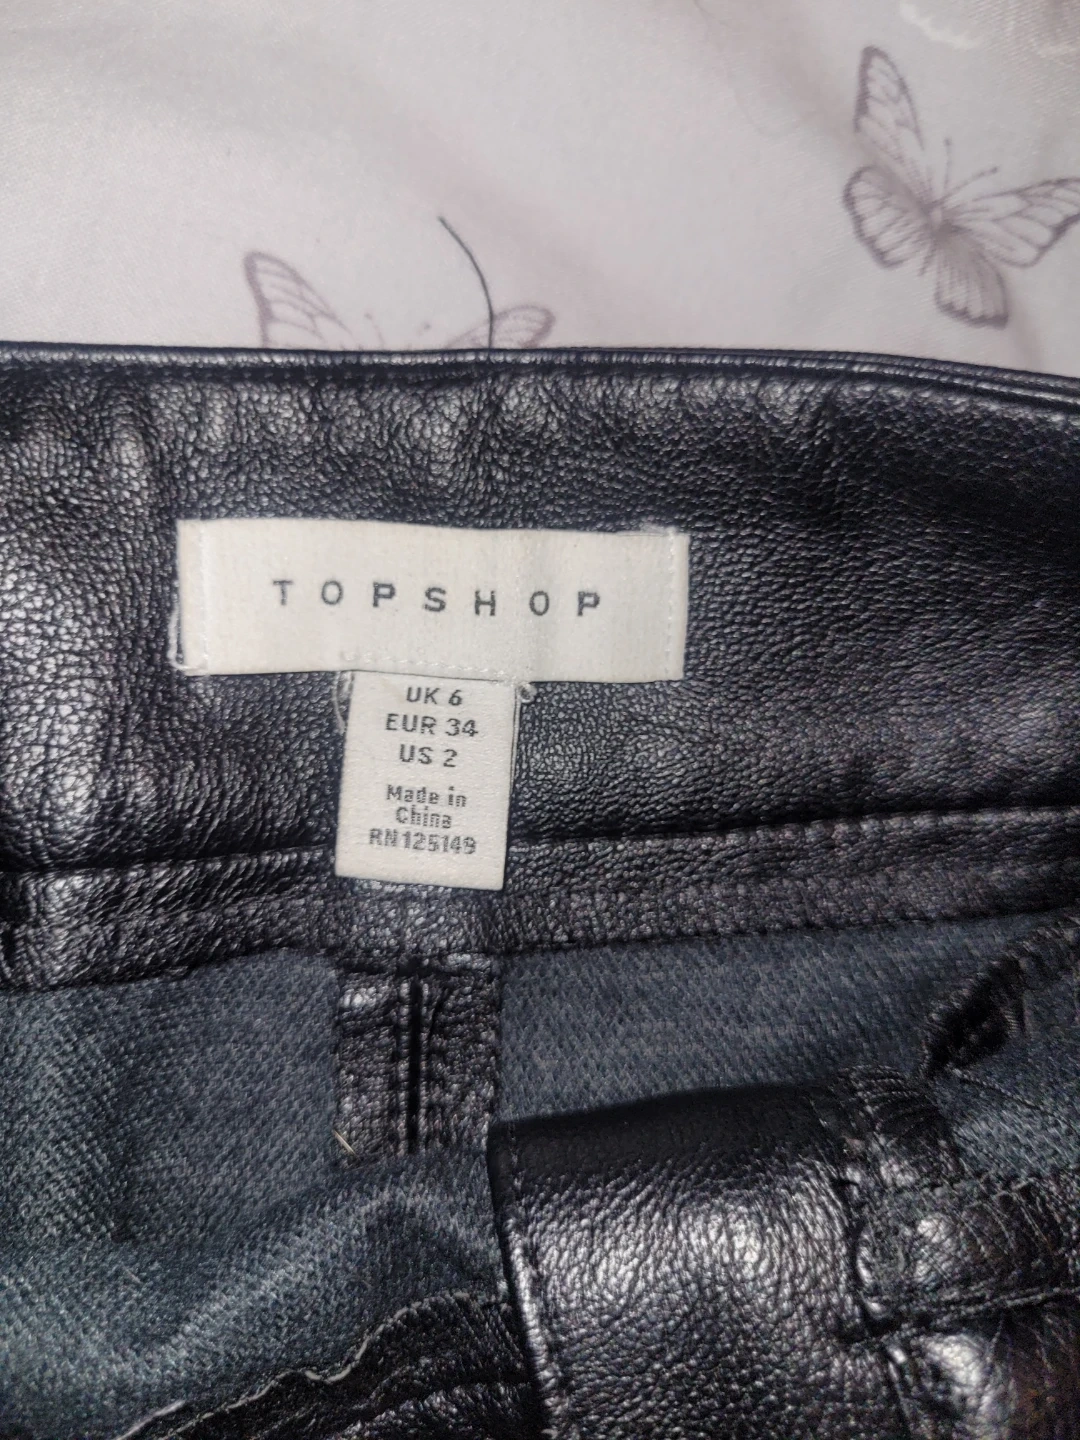 TOPSHOP
UK 6
EUR 34
US 2
Made in
China
RN125149